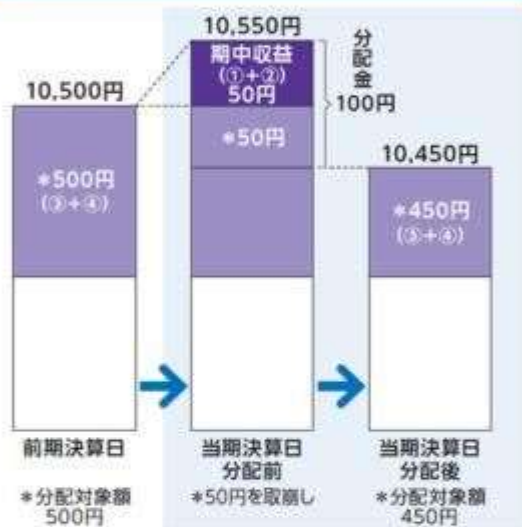 10,500円
*500円
(③+④)
前期決算日
*分配対象額
500円
10,550円
期中収益
(①+②)
50円
*50円
分配金
100円
当期決算日
分配前
*50円を取崩し
10,450円
*450円
(③+④)
当期決算日
分配後
*分配対象額
450円